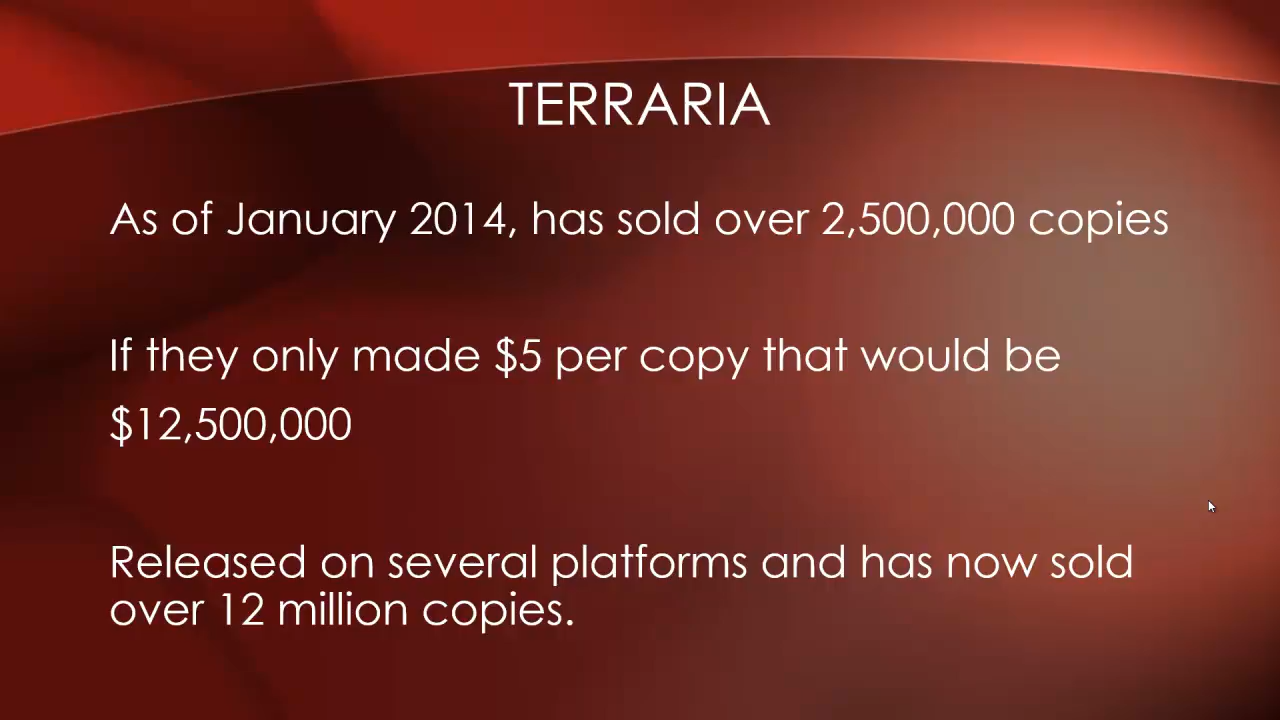 TERRARIA
As of January 2014, has sold over 2,500,000 copies
If they only made $5 per copy that would be
$12,500,000
Released on several platforms and has now sold
over 12 million copies.